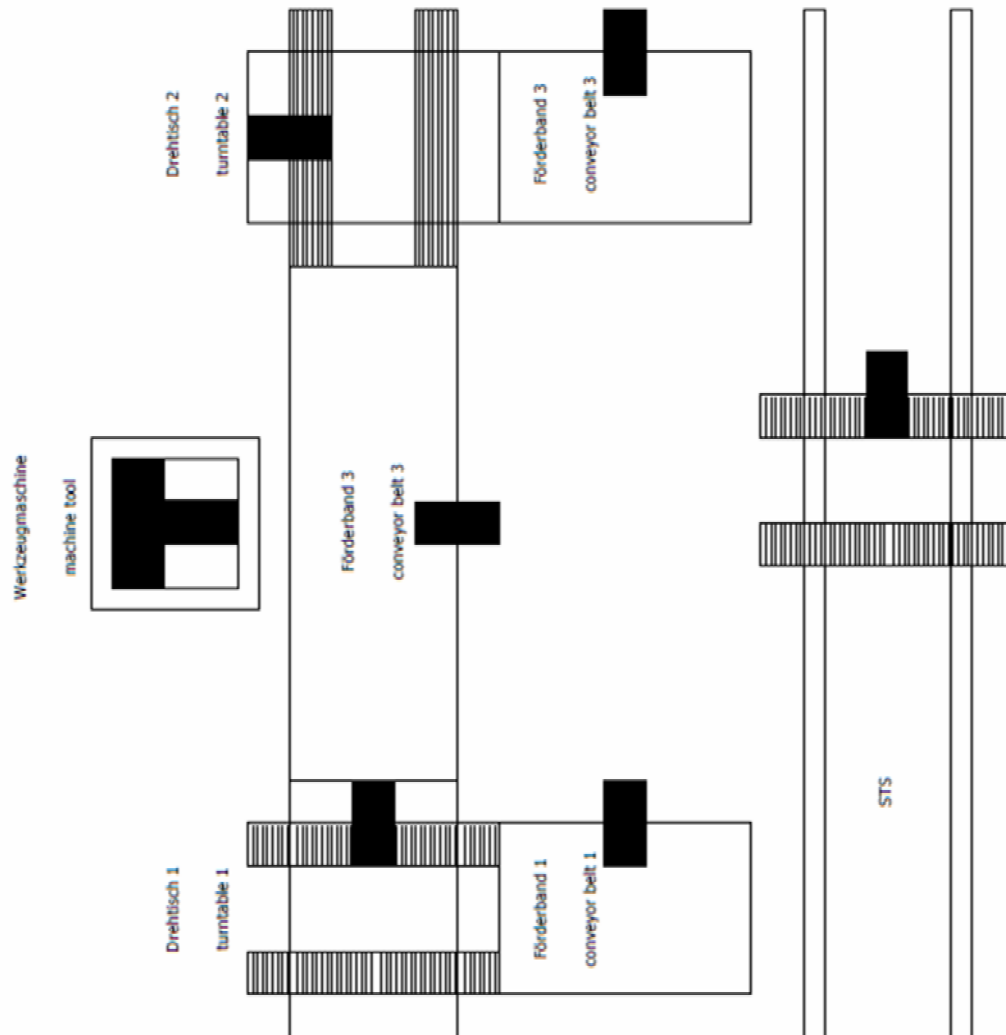 Werkzeugmaschine
machine tool
Drehtisch 1
turntable 1
Drehtisch 2
turntable 2
Förderband 3
conveyor belt 3
Förderband 1
conveyor belt 1
Förderband 3
conveyor belt 3
STS